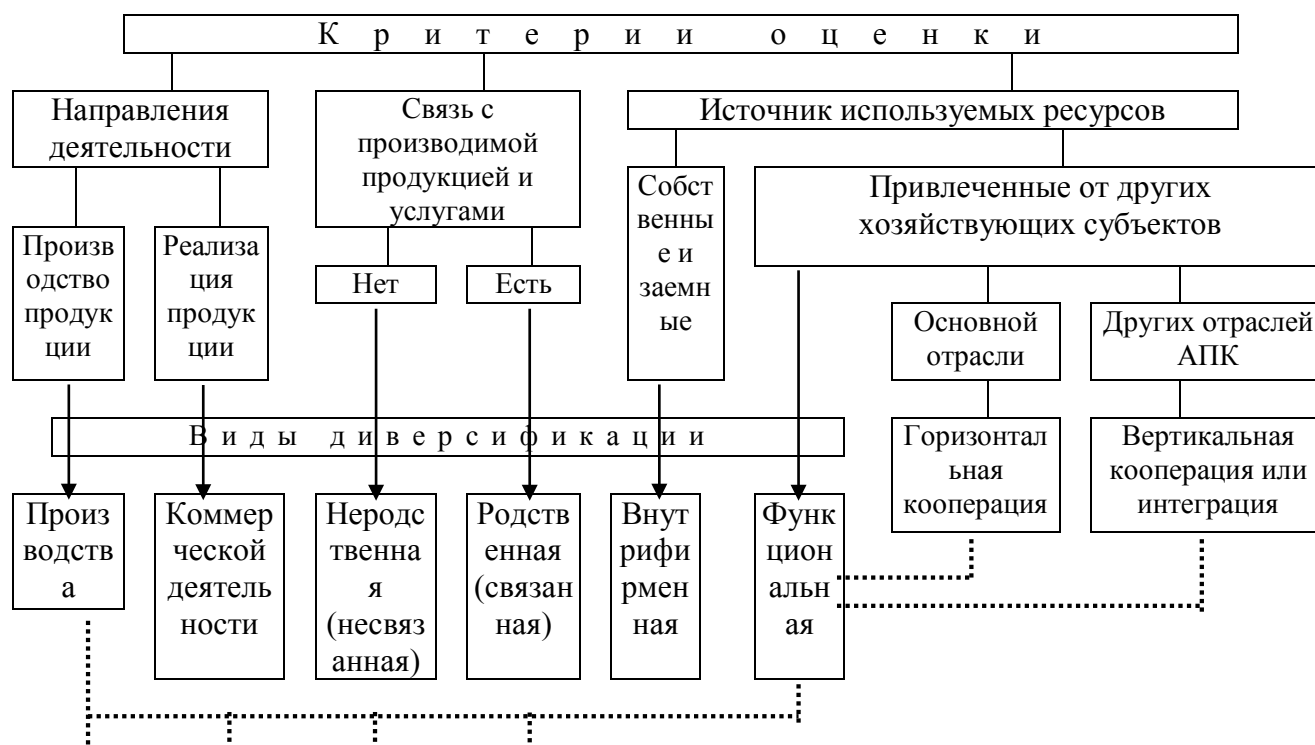 К р и т е р и и о ц е н к и
Направления
деятельности
Связь с
производимой
продукцией и
услугами
Источник используемых ресурсов
Произв
одство
продук
ции
Реализа
ция
продук
ции
Нет
Есть
Собст
венны
е и
заемн
ые
Привлеченные от других
хозяйствующих субъектов
Основной
отрасли
Других отраслей
АПК
В и д ы д и в е р с и ф и к а ц и и
Горизонтал
ьная
кооперация
Вертикальная
кооперация или
интеграция
Произ
водств
а
Коммер
ческой
деятель
ности
Неродс
твенна
я
(несвяз
анная)
Родств
енная
(связан
ная)
Внут
рифи
рмен
ная
Функ
цион
альн
ая